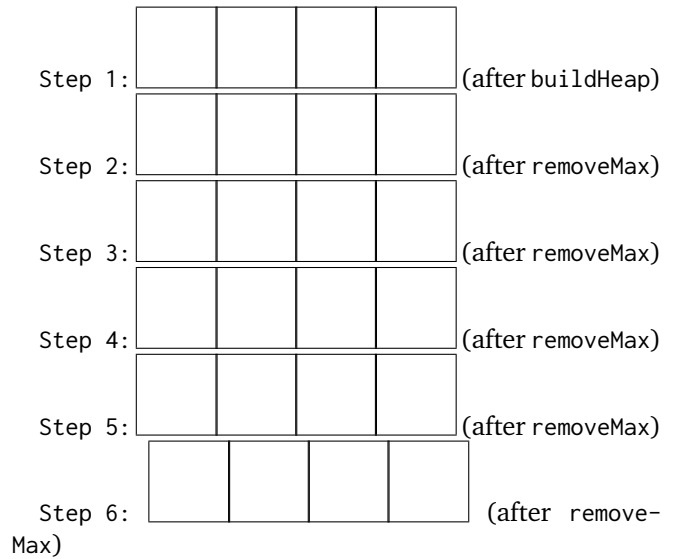 Step 1: (after buildHeap)
Step 2: (after removeMax)
Step 3: (after removeMax)
Step 4: (after removeMax)
Step 5: (after removeMax)
Step 6: (after remove-
Max)